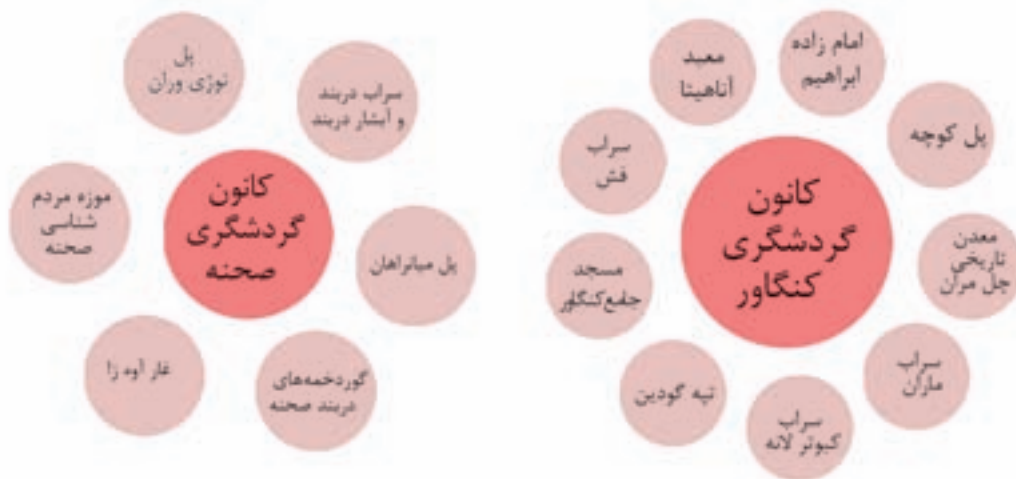 کانون
گردشگری
کنگاور
امام زاده
ابراهیم
پل کوچه
معدن
تاریخی
چل مران
سراب
ماران
سراب
کبوتر لانه
تپه گودین
مسجد
جامع کنگاور
سراب
فش
معبد
آناهیتا
کانون
گردشگری
صحنه
پل
نوژی وران
سراب دربند
و آبشار دربند
پل میانراهان
گوردخمه‌های
دربند صحنه
غار آوه زا
موزه مردم
شناسی
صحنه